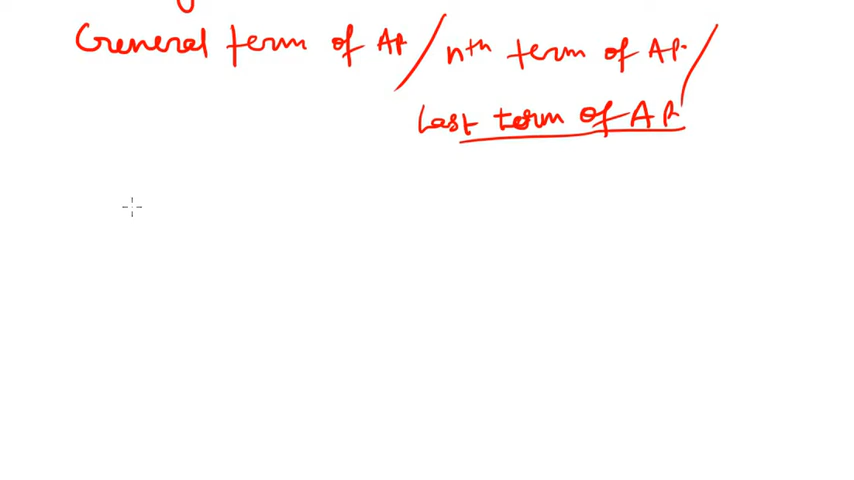 General term of AP / nth term of AP. /
Last term of AP